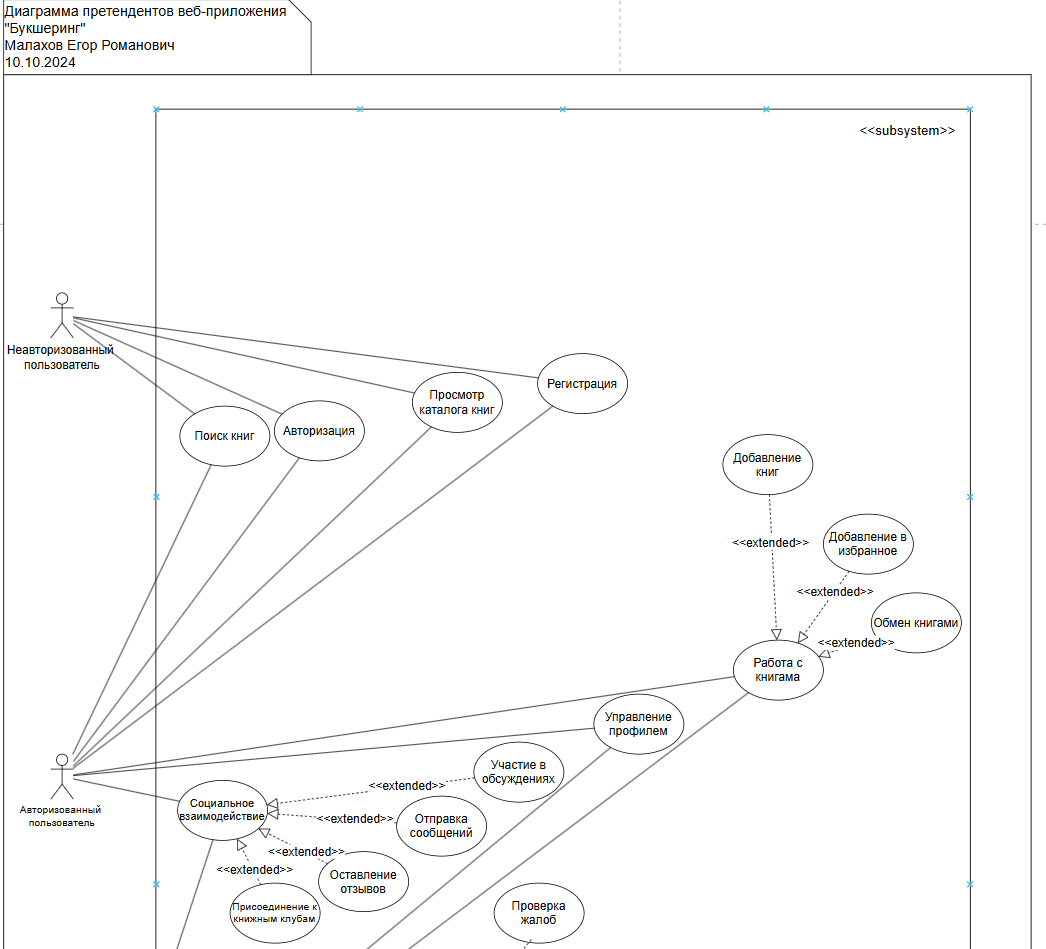 Диаграмма претендентов веб-приложения
"Букшеринг"
Малахов Егор Романович
10.10.2024
<<subsystem>>
Неавторизованный
пользователь
Регистрация
Просмотр
каталога книг
Авторизация
Поиск книг
Добавление
книг
<<extended>>
Добавление в
избранное
<<extended>>
Обмен книгами
<<extended>>
Работа с
книгама
Управление
профилем
Авторизованный
пользователь
Участие в
обсуждениях
<<extended>>
Социальное
взаимодействие
<<extended>>
Отправка
сообщений
<<extended>>
Оставление
отзывов
<<extended>>
Присоединение к
книжным клубам
Проверка
жалоб